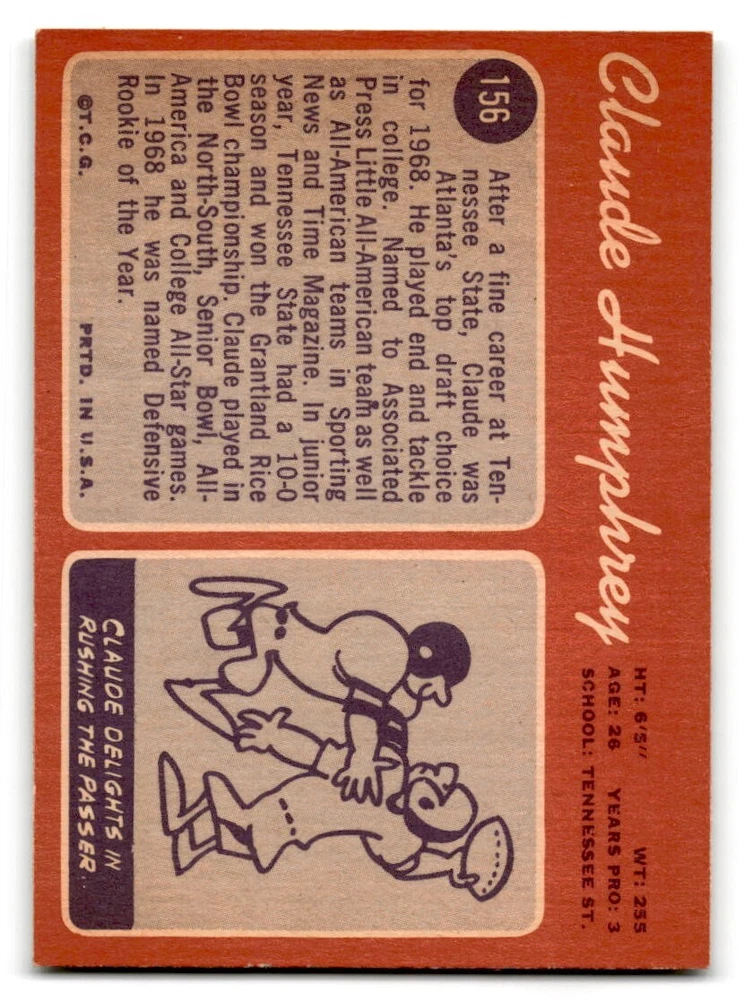 Claude Humphrey
HT: 6'5" WT: 255
AGE: 26 YEARS PRO: 3
SCHOOL: TENNESSEE ST.
156
After a fine career at Ten-
nessee State, Claude was
Atlanta's top draft choice
for 1968. He played end and tackle
in college. Named to Associated
Press Little All-American team as well
as All-American teams in Sporting
News and Time Magazine. In junior
year, Tennessee State had a 10-0
season and won the Grantland Rice
Bowl championship. Claude played in
the North-South, Senior Bowl, All-
America and College All-Star games.
In 1968 he was named Defensive
Rookie of the Year.
©T.C.G. PRTD. IN U.S.A.
CLAUDE DELIGHTS IN
RUSHING THE PASSER.